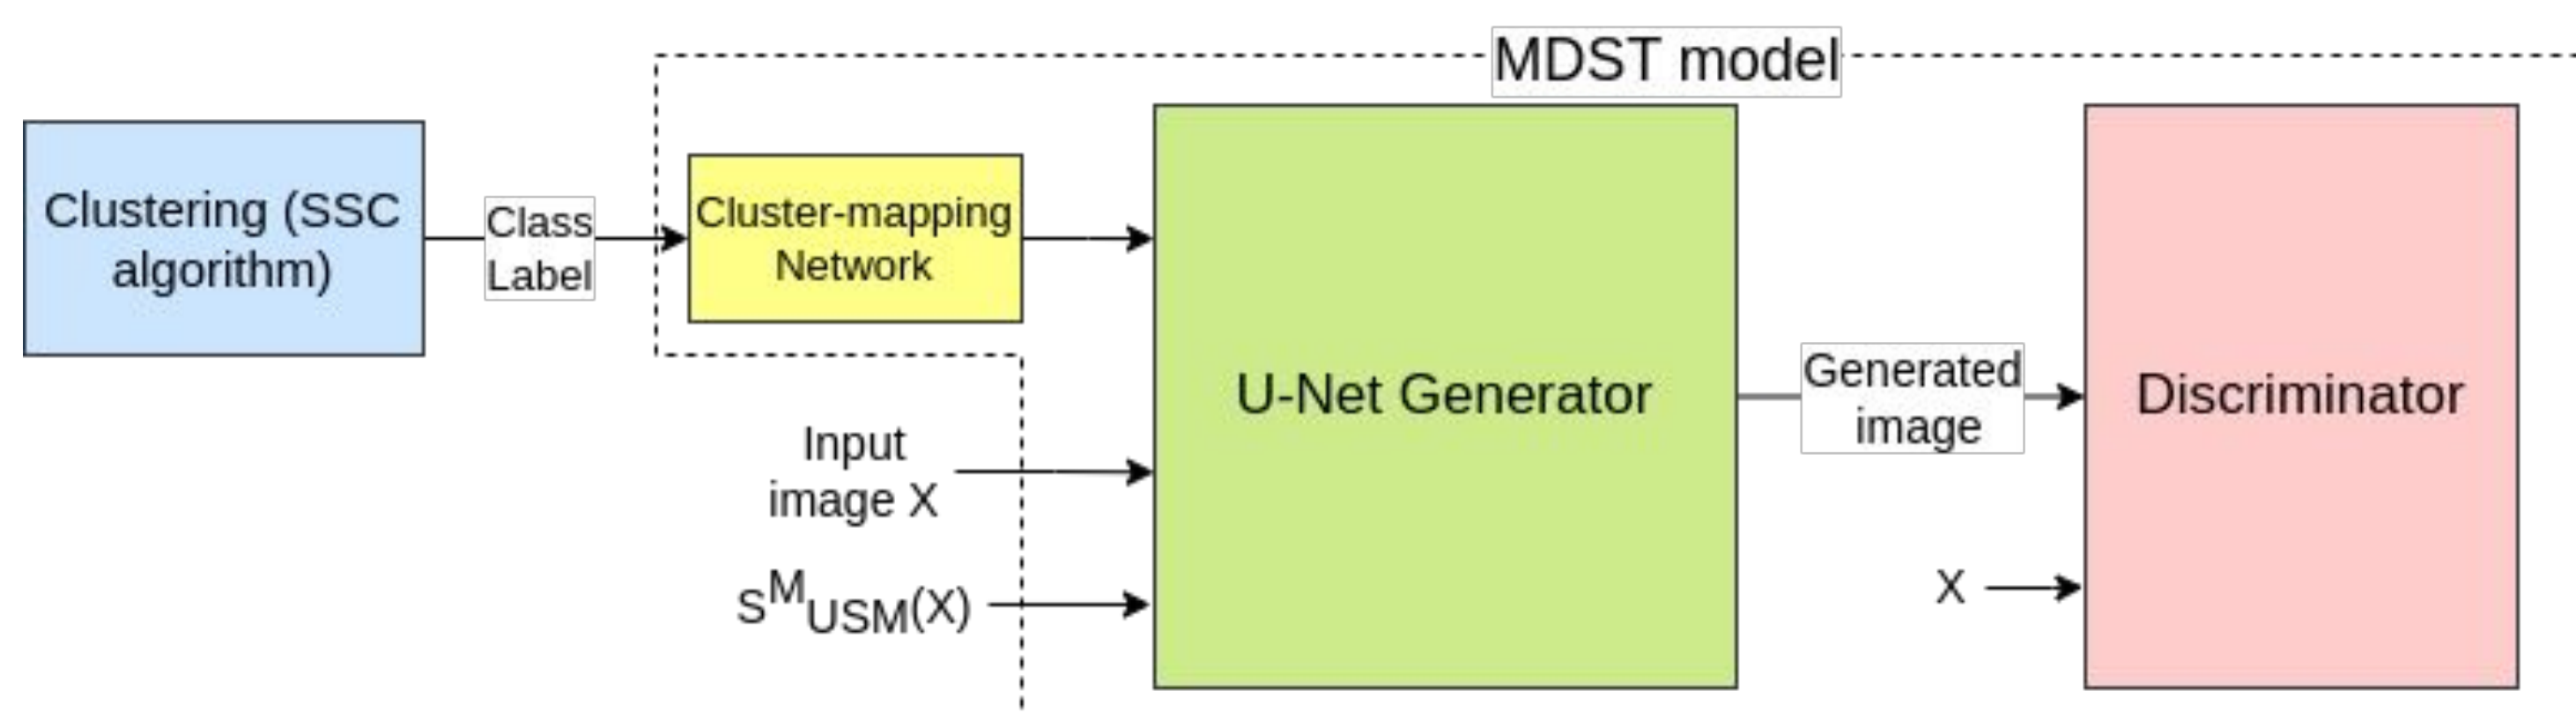 MDST model
Clustering (SSC
algorithm)
Class
Label
Cluster-mapping
Network
U-Net Generator
Generated
image
Discriminator
Input
image X
X
S^M_USM(X)